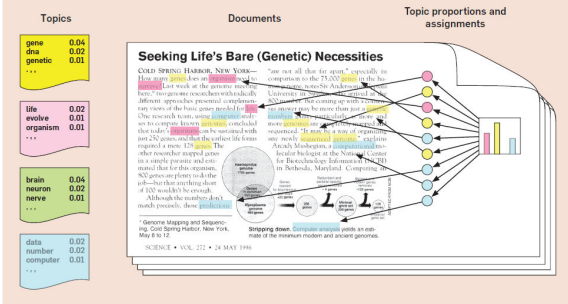 Topics
Documents
Topic proportions and
assignments
gene 0.04
dna 0.02
genetic 0.01
. , ,
life 0.02
evolve 0.01
organism 0.01
. , ,
brain 0.04
neuron 0.02
nerve 0.01
. . .
data 0.02
number 0.02
computer 0.01
. , ,
Seeking Life's Bare (Genetic) Necessities
COLD SPRING HARBOR, NEW YORK—
How many genes does an organism need to
survive? Last week at the genome meeting
here,* two genome researchers with radically
different approaches presented complemen-
tary views of the basic genes needed for life.
One research team, using computer analy-
ses to compare known genomes, concluded
that today's organisms can be sustained with
just 250 genes, and that the earliest life forms
required a mere 128 genes. The
other researcher mapped genes
in a simple parasite and esti-
mated that for this organism,
800 genes are plenty to do the
job—but that anything short
of 100 wouldn't be enough.
Although the numbers don't
match precisely, those predictions
* Genome Mapping and Sequenc-
ing, Cold Spring Harbor, New York,
May 8 to 12.
"are not all that far apart," especially in
comparison to the 75,000 genes in the hu-
man genome, notes Siv Andersson
University in arrived at the
800 number. But coming up with a
answer may be more than just a
numbers particularly more and
more genomes are mapped and
sequenced. "It may be a way of organizing
any newly sequenced genome," explains
Arcady Mushegian, a computational mo-
lecular biologist at the National Center
for Biotechnology Information (NCBI)
in Bethesda, Maryland. Comparing an
Stripping down. Computer analysis yields an esti-
mate of the minimum modern and ancient genomes.
SCIENCE • VOL. 272 • 24 MAY 1996